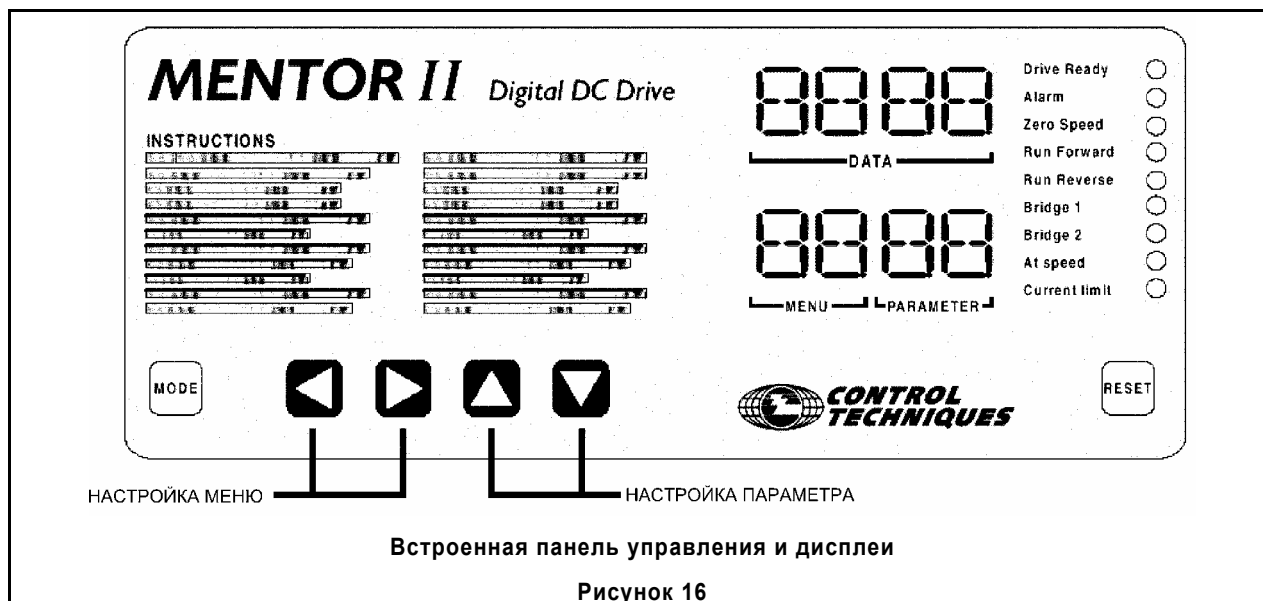 MENTOR II Digital DC Drive
INSTRUCTIONS
DATA
MENU PARAMETER
Drive Ready
Alarm
Zero Speed
Run Forward
Run Reverse
Bridge 1
Bridge 2
At speed
Current limit
MODE
CONTROL
TECHNIQUES
RESET
НАСТРОЙКА МЕНЮ
НАСТРОЙКА ПАРАМЕТРА
Встроенная панель управления и дисплеи
Рисунок 16